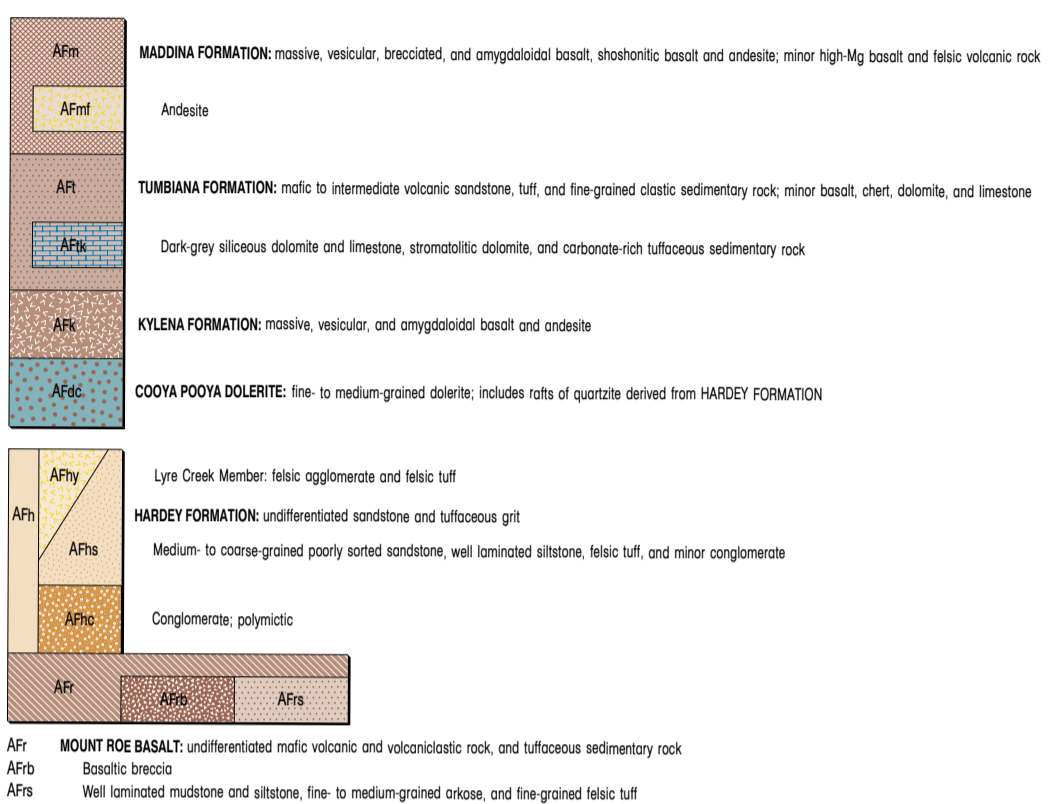 AFm
MADDINA FORMATION: massive, vesicular, brecciated, and amygdaloidal basalt, shoshonitic basalt and andesite; minor high-Mg basalt and felsic volcanic rock
AFmf
Andesite
AFt
TUMBIANA FORMATION: mafic to intermediate volcanic sandstone, tuff, and fine-grained clastic sedimentary rock; minor basalt, chert, dolomite, and limestone
AFtk
Dark-grey siliceous dolomite and limestone, stromatolitic dolomite, and carbonate-rich tuffaceous sedimentary rock
AFk
KYLENA FORMATION: massive, vesicular, and amygdaloidal basalt and andesite
AFdc
COOYA POOYA DOLERITE: fine- to medium-grained dolerite; includes rafts of quartzite derived from HARDEY FORMATION
AFhy
Lyre Creek Member: felsic agglomerate and felsic tuff
AFh
HARDEY FORMATION: undifferentiated sandstone and tuffaceous grit
AFhs
Medium- to coarse-grained poorly sorted sandstone, well laminated siltstone, felsic tuff, and minor conglomerate
AFhc
Conglomerate; polymictic
AFr
AFrb
AFrs
AFr MOUNT ROE BASALT: undifferentiated mafic volcanic and volcaniclastic rock, and tuffaceous sedimentary rock
AFrb Basaltic breccia
AFrs Well laminated mudstone and siltstone, fine- to medium-grained arkose, and fine-grained felsic tuff